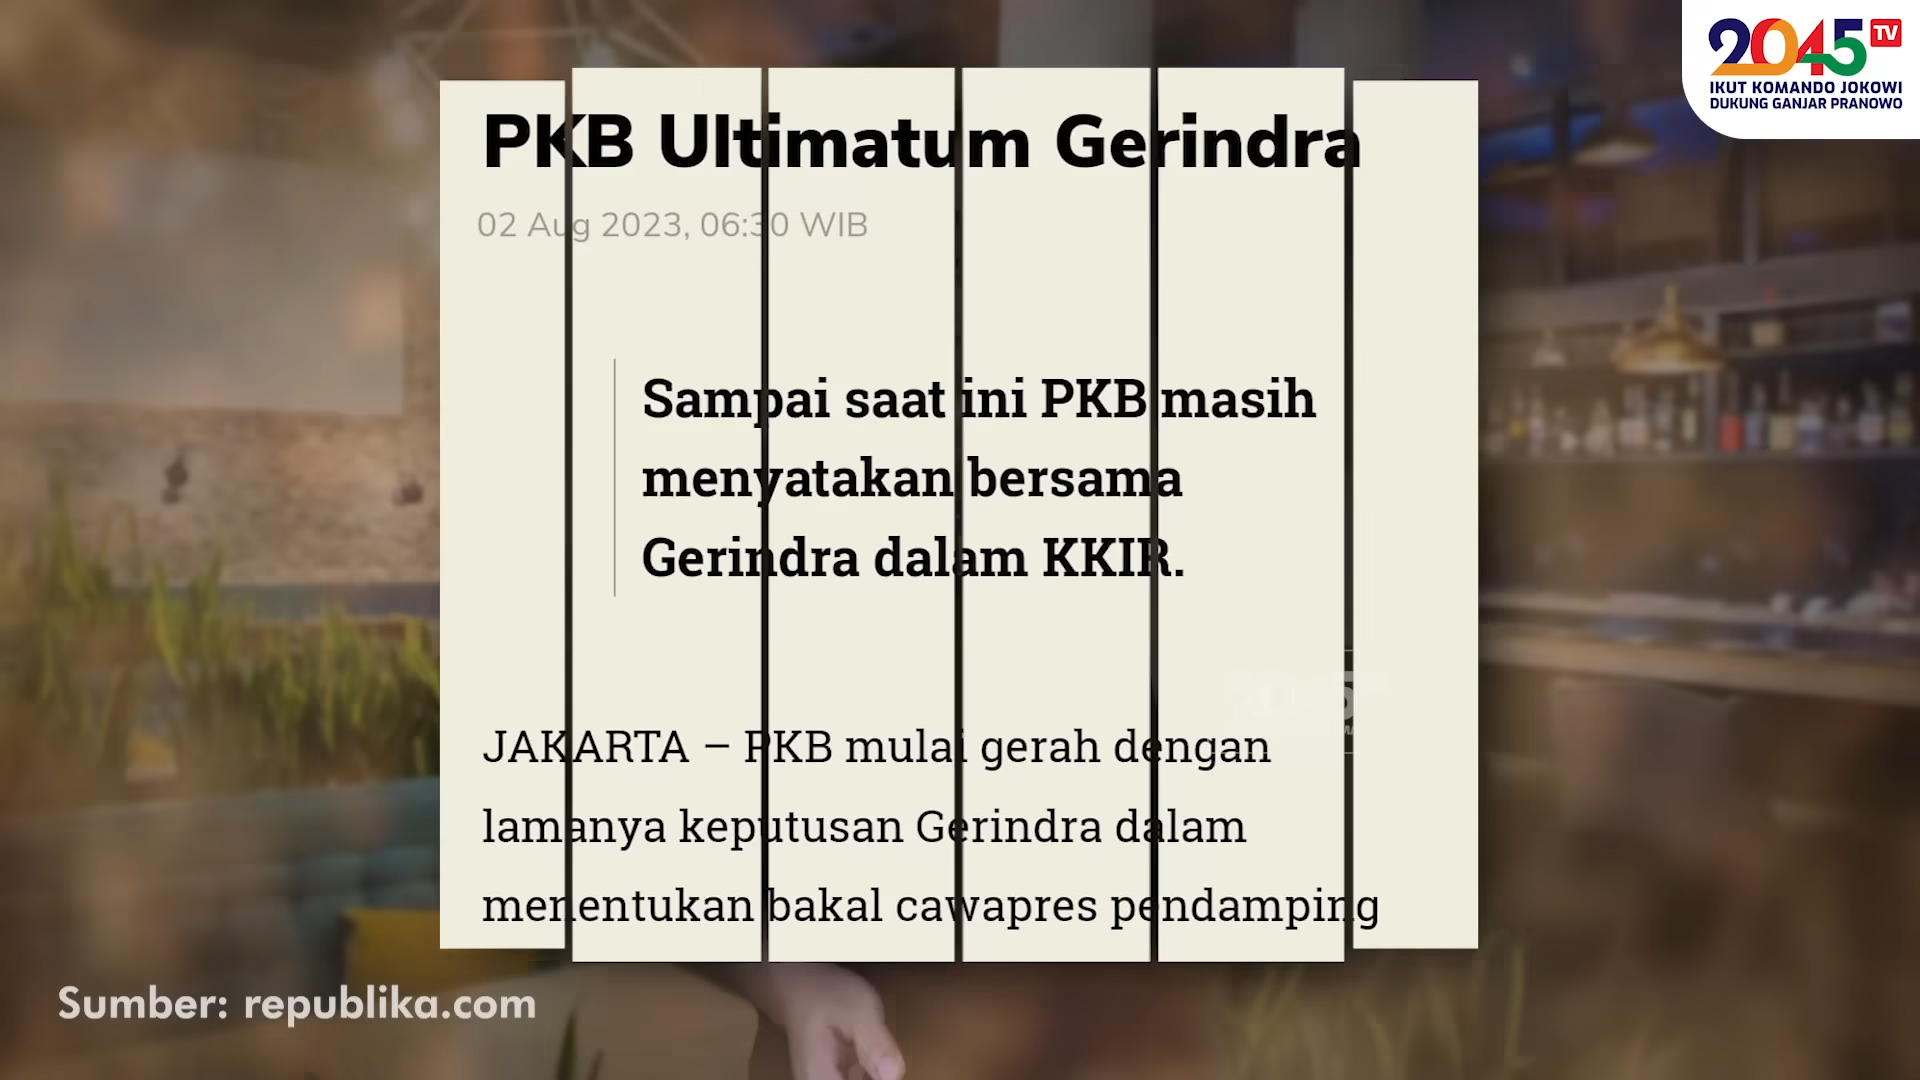 2045 TV
IKUT KOMANDO JOKOWI
DUKUNG GANJAR PRANOWO
PKB Ultimatum Gerindra
02 Aug 2023, 06:30 WIB
Sampai saat ini PKB masih
menyatakan bersama
Gerindra dalam KKIR.
2045
JAKARTA – PKB mulai gerah dengan
lamanya keputusan Gerindra dalam
menentukan bakal cawapres pendamping
Sumber: republika.com